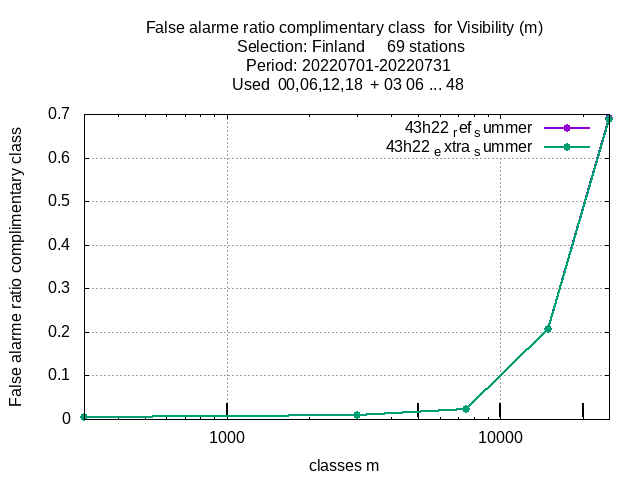 False alarme ratio complimentary class for Visibility (m)
Selection: Finland 69 stations
Period: 20220701-20220731
Used 00,06,12,18 + 03 06 ... 48
False alarme ratio complimentary class
0.7
0.6
0.5
0.4
0.3
0.2
0.1
0
43h22 ref summer
43h22 extra summer
1000
10000
classes m